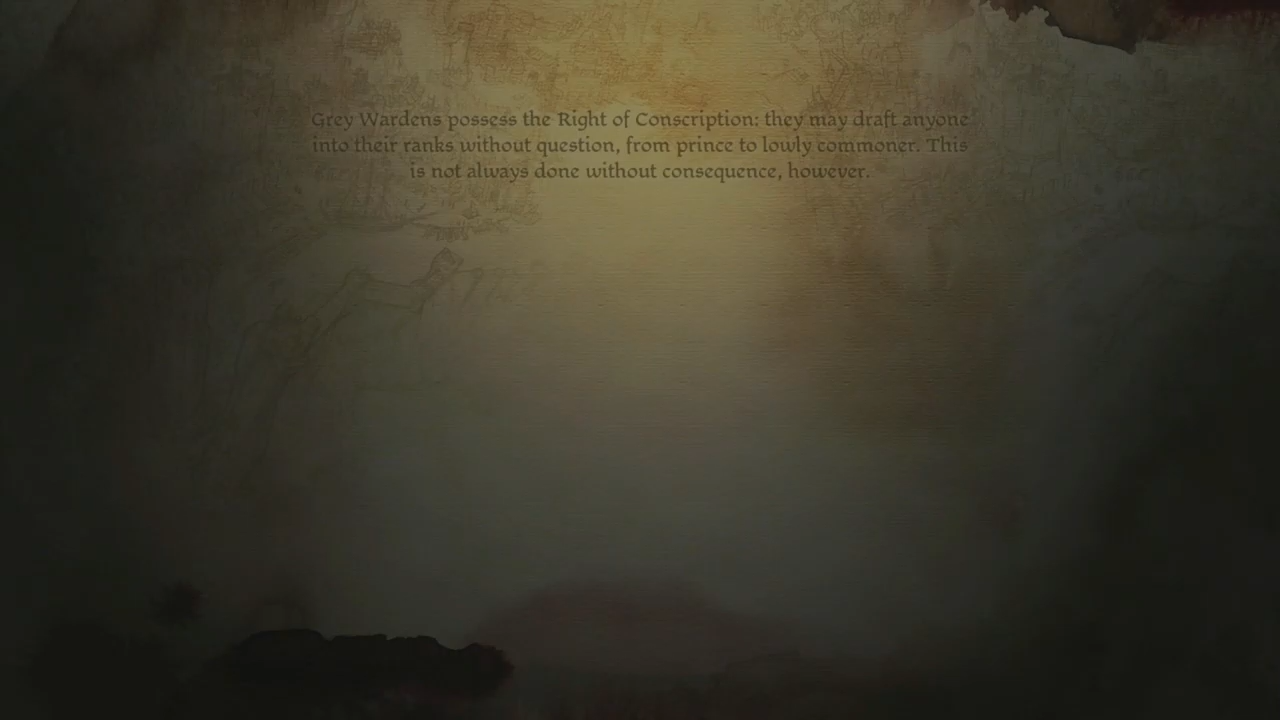 Grey Wardens possess the Right of Conscription: they may draft anyone
into their ranks without question, from prince to lowly commoner. This
is not always done without consequence, however.